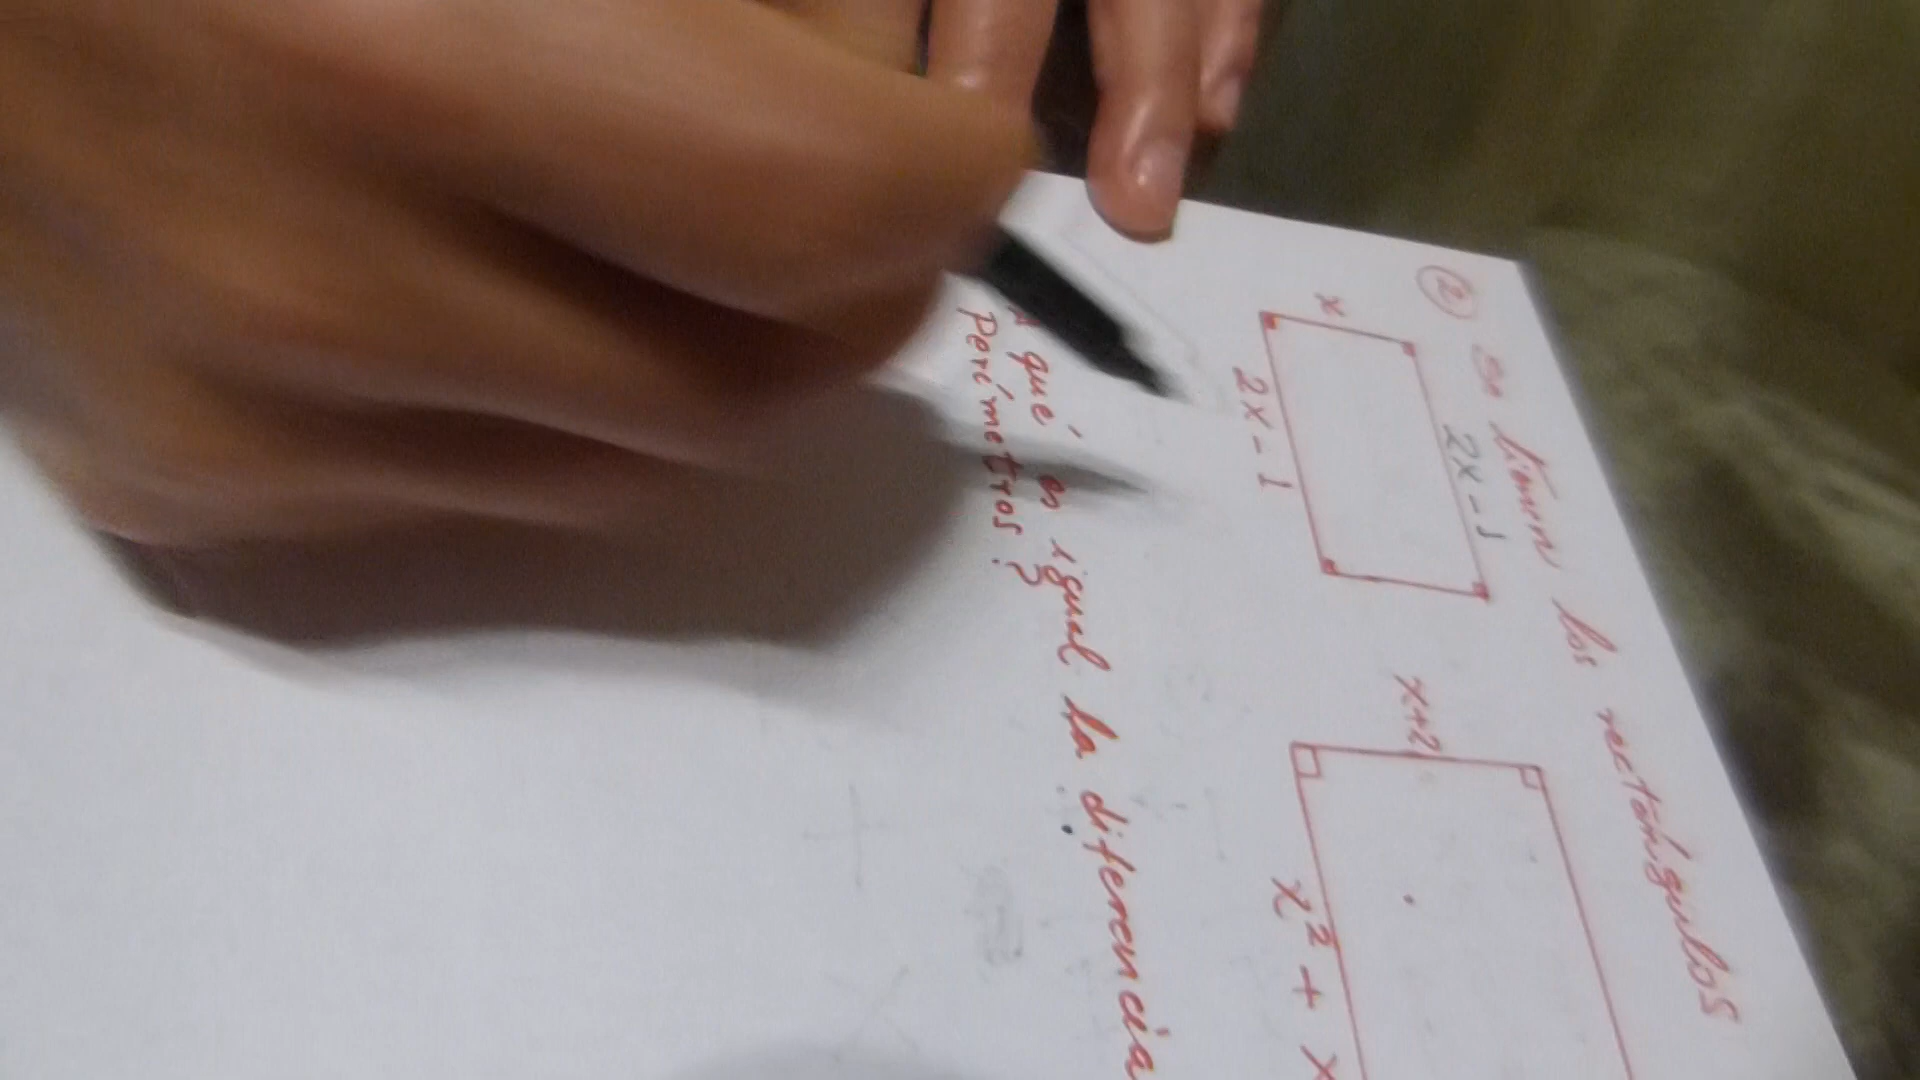 ② Se tienen los rectángulos
2x-1
x
2x-1
x+2
x² + x
A qué es igual la diferencia
Perímetros?